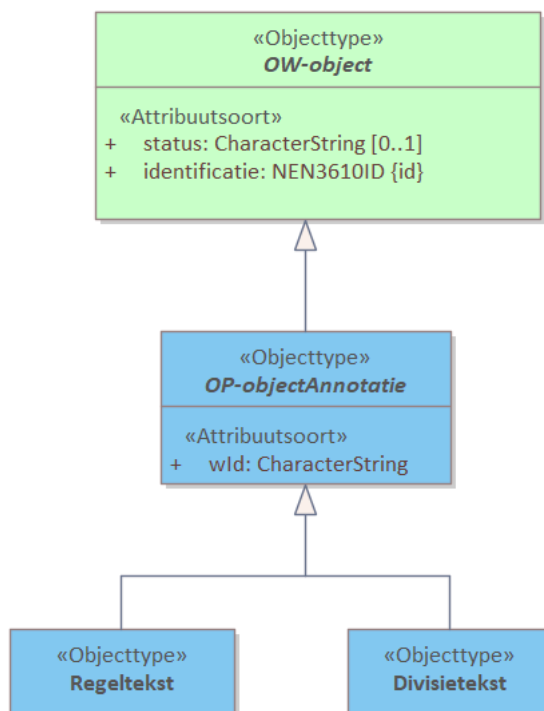 «Objecttype»
OW-object
«Attribuutsoort»
+ status: CharacterString [0..1]
+ identificatie: NEN3610ID {id}
«Objecttype»
OP-objectAnnotatie
«Attribuutsoort»
+ wId: CharacterString
«Objecttype»
Regeltekst
«Objecttype»
Divisietekst